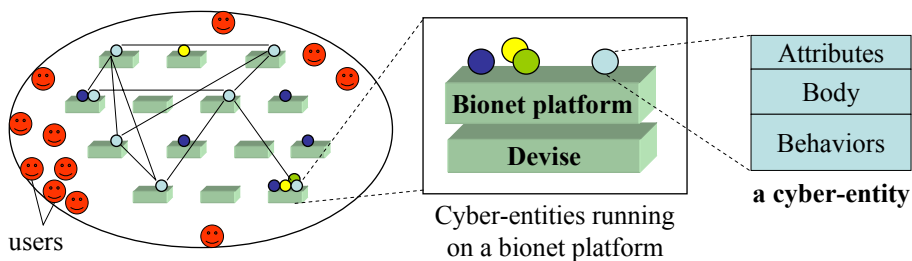 users
Bionet platform
Devise
Cyber-entities running
on a bionet platform
Attributes
Body
Behaviors
a cyber-entity